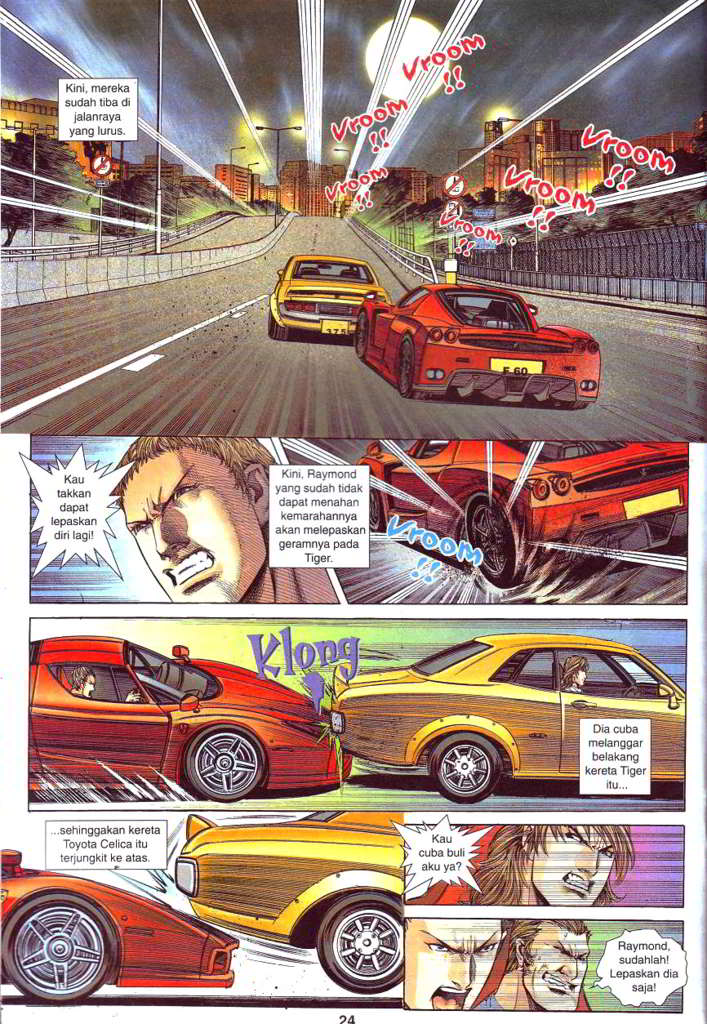 Kini, mereka
sudah tiba di
jalanraya
yang lurus.
Vroom
!!
Vroom
!!
Vroom
!!
Vroom
!!
Vroom
!!
Vroom
!!
375
F 60
Kau
takkan
dapat
lepaskan
diri lagi!
Kini, Raymond
yang sudah tidak
dapat menahan
kemarahannya
akan melepaskan
geramnya pada
Tiger.
Vroom
!!
Klong
Dia cuba
melanggar
belakang
kereta Tiger
itu...
...sehinggakan kereta
Toyota Celica itu
terjungkit ke atas.
Kau
cuba buli
aku ya?
Raymond,
sudahlah!
Lepaskan dia
saja!
24